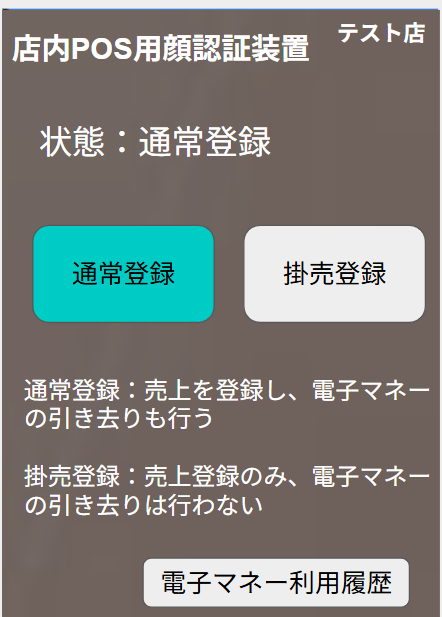 店内POS用顔認証装置
テスト店
状態：通常登録
通常登録
掛売登録
通常登録：売上を登録し、電子マネー
の引き去りも行う
掛売登録：売上登録のみ、電子マネー
の引き去りは行わない
電子マネー利用履歴